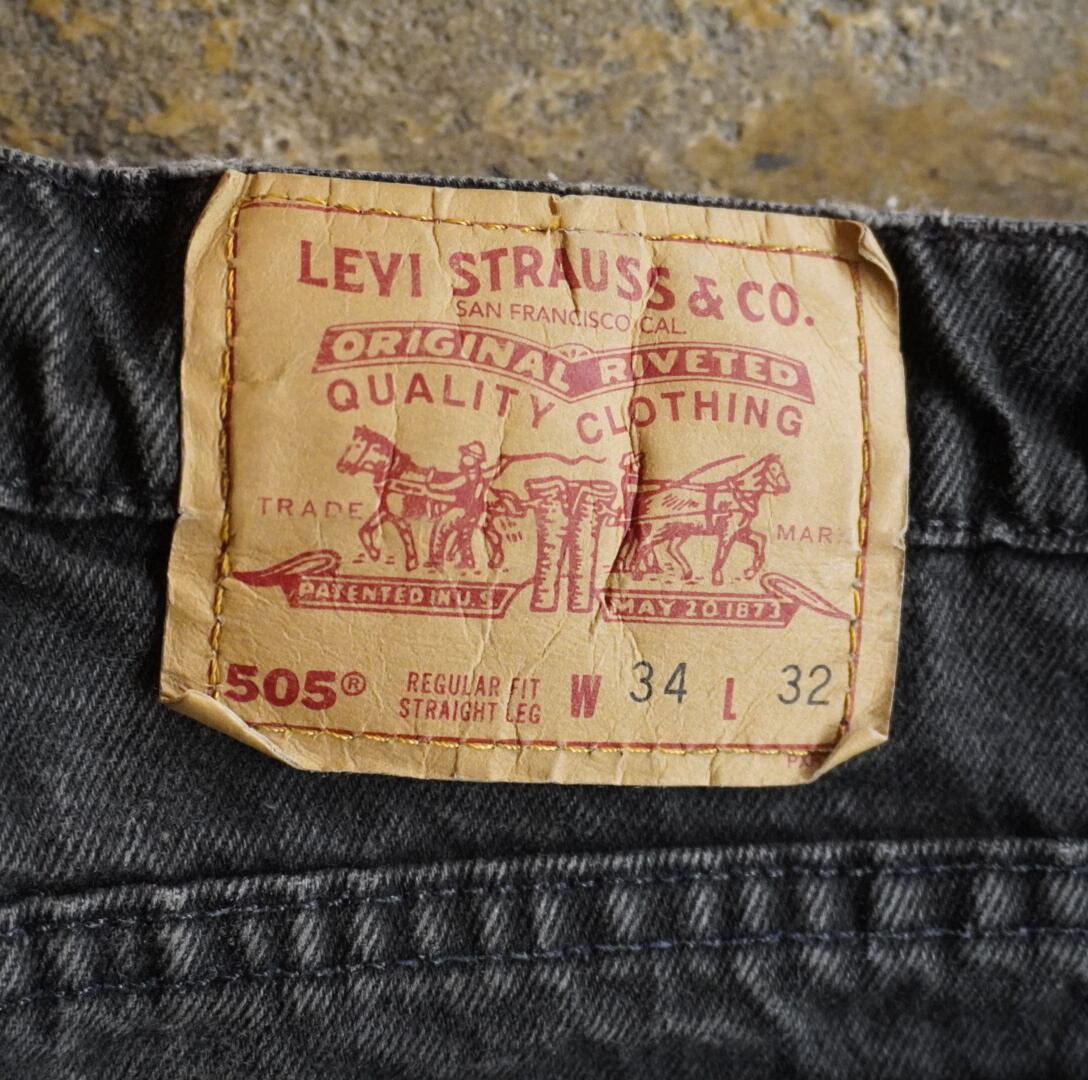 LEVI STRAUSS & CO.
SAN FRANCISCO CAL.
ORIGINAL RIVETED
QUALITY CLOTHING
TRADE MAR
PATENTED IN U.S
MAY 20 1873
505® REGULAR FIT
STRAIGHT LEG
W 34 L 32